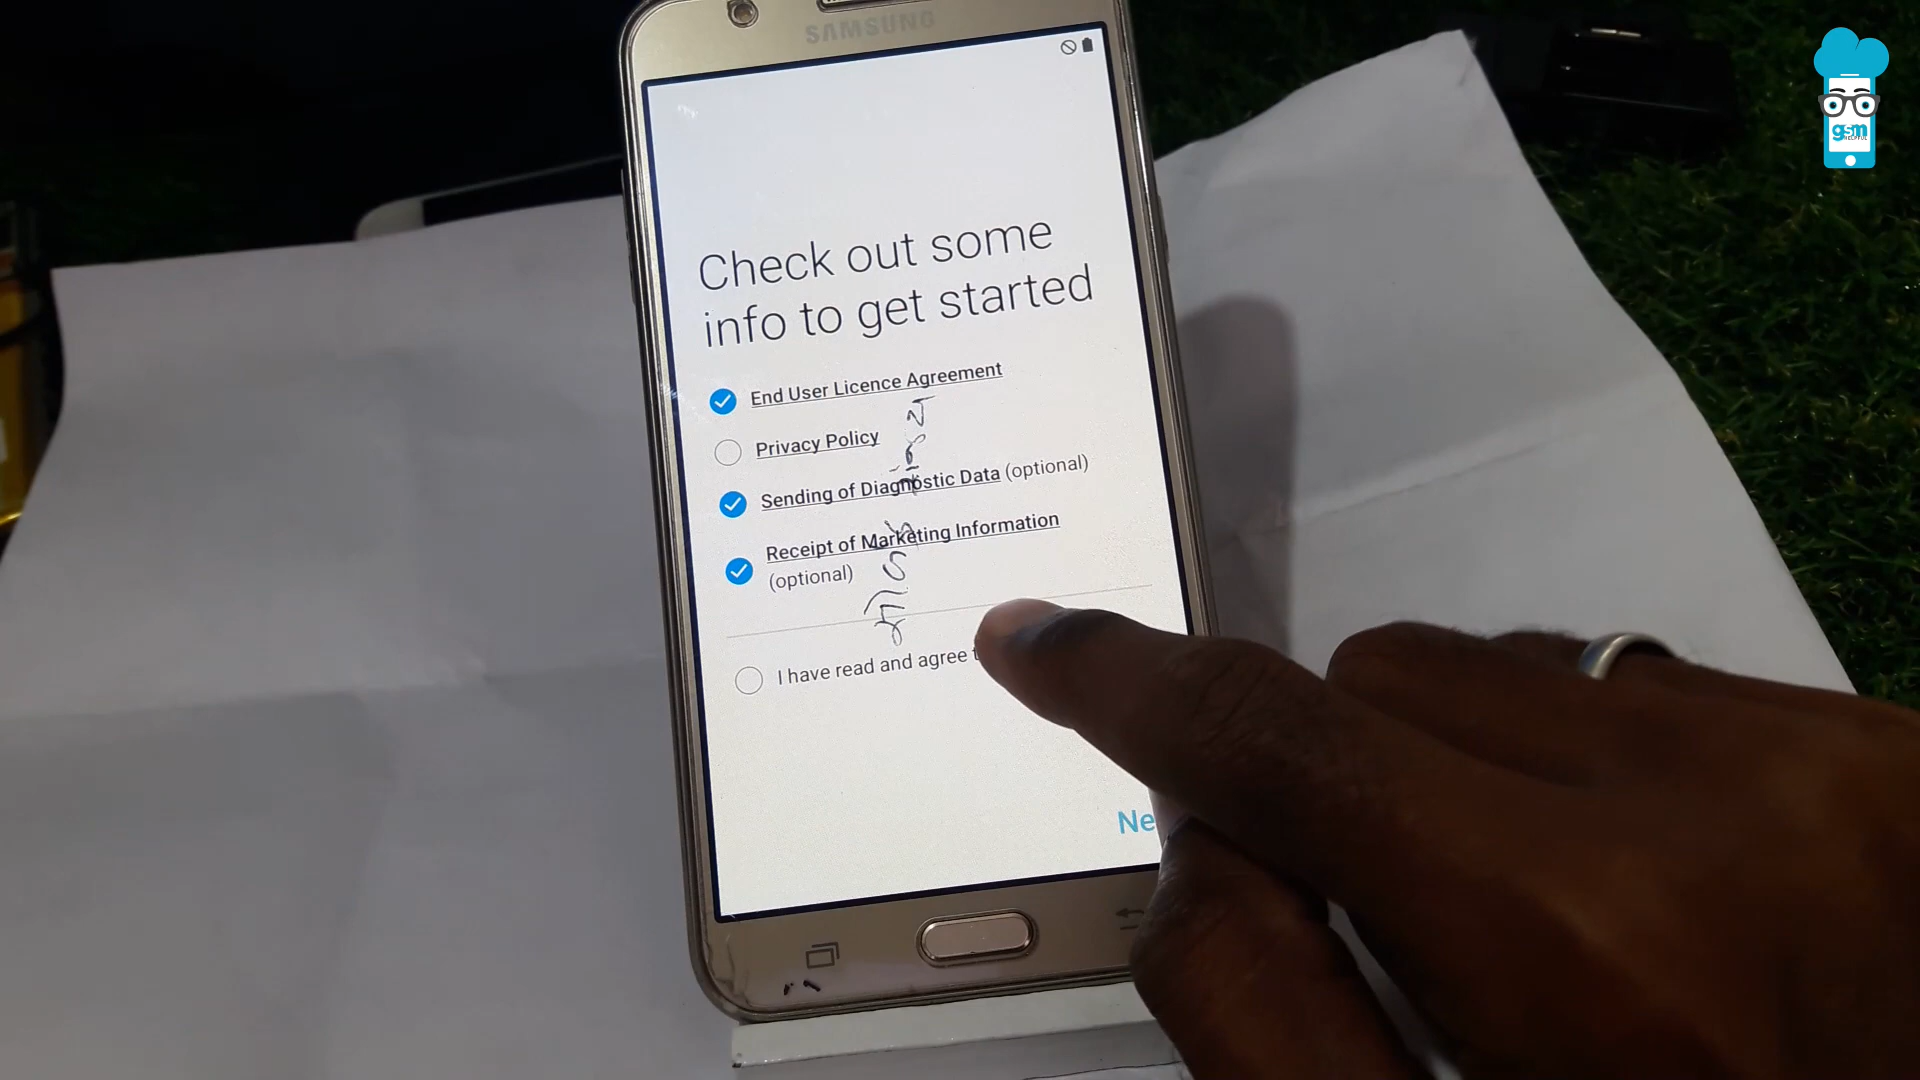 SAMSUNG
gsm
Check out some
info to get started
End User Licence Agreement
Privacy Policy
Sending of Diagnostic Data (optional)
Receipt of Marketing Information
(optional)
I have read and agree t
Ne